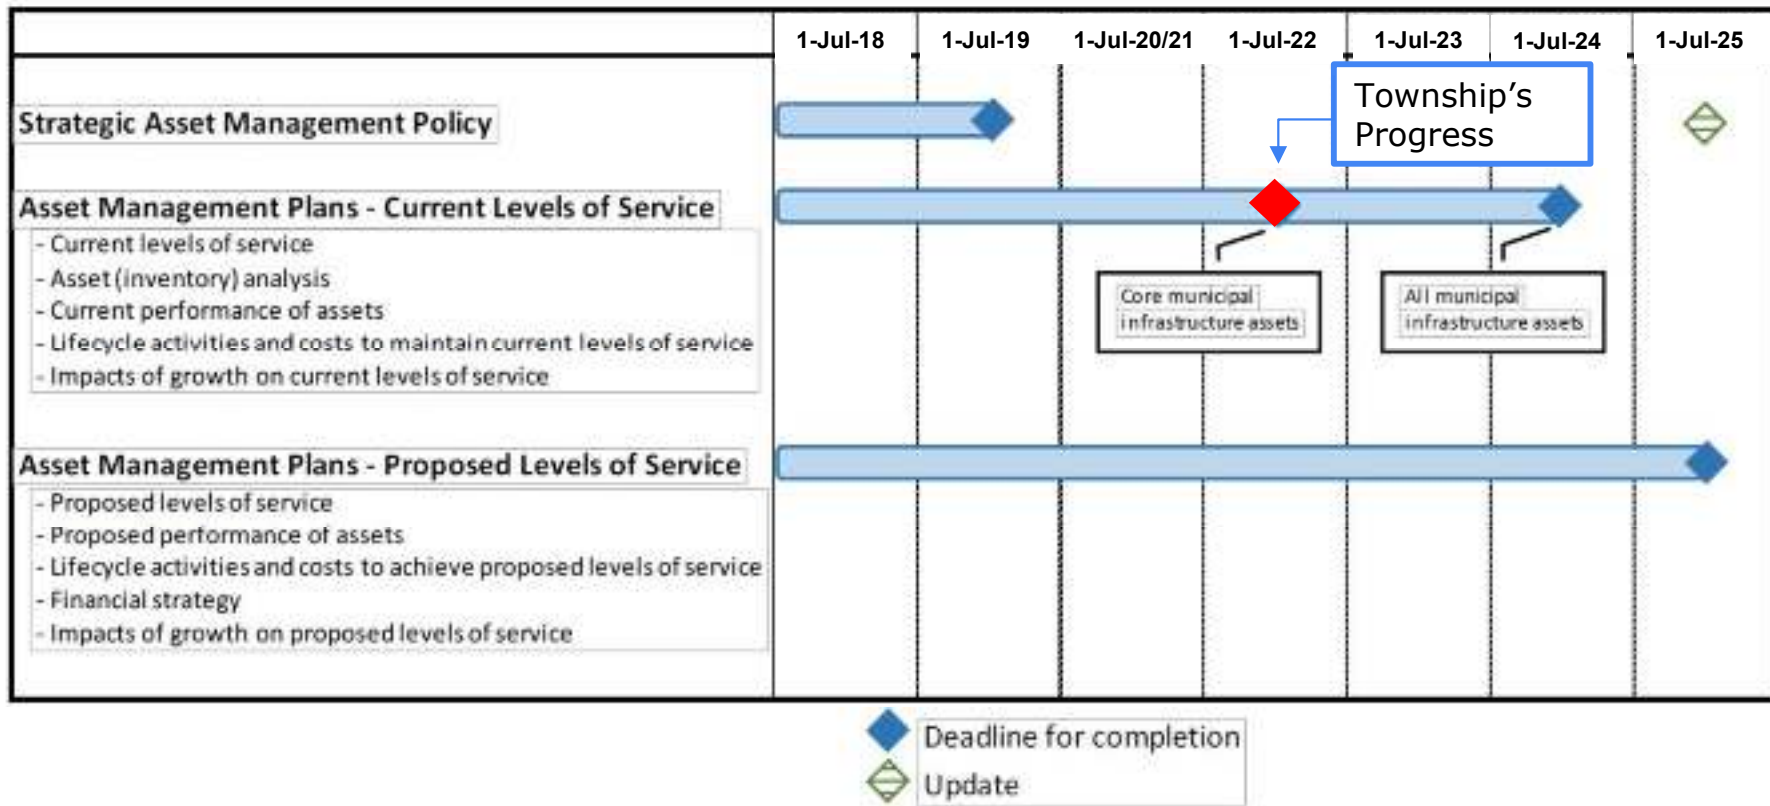 1-Jul-18 1-Jul-19 1-Jul-20/21 1-Jul-22 1-Jul-23 1-Jul-24 1-Jul-25
Township's
Progress
Strategic Asset Management Policy
Asset Management Plans - Current Levels of Service
- Current levels of service
- Asset (inventory) analysis
- Current performance of assets
- Lifecycle activities and costs to maintain current levels of service
- Impacts of growth on current levels of service
Core municipal
infrastructure assets
All municipal
infrastructure assets
Asset Management Plans - Proposed Levels of Service
- Proposed levels of service
- Proposed performance of assets
- Lifecycle activities and costs to achieve proposed levels of service
- Financial strategy
- Impacts of growth on proposed levels of service
Deadline for completion
Update